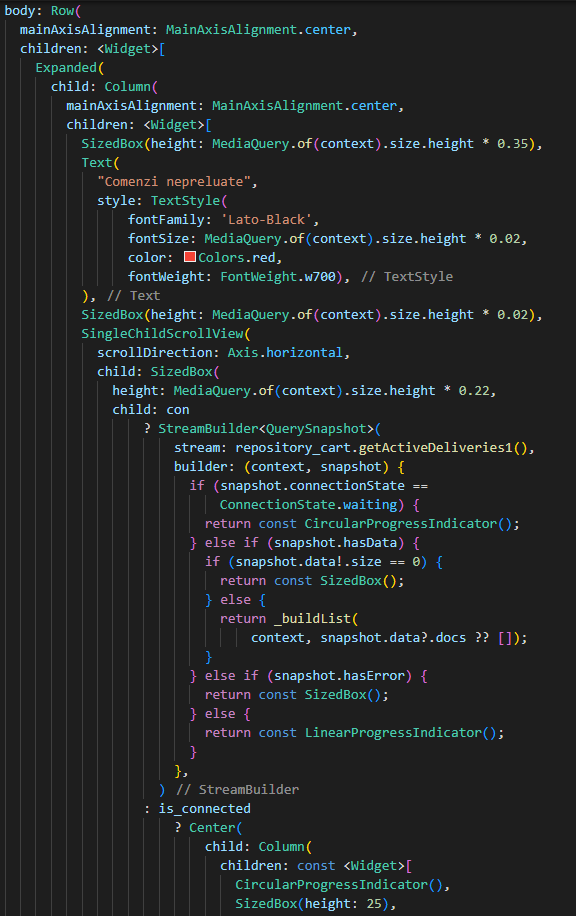 body: Row(
mainAxisAlignment: MainAxisAlignment.center,
children: <Widget>[
Expanded(
child: Column(
mainAxisAlignment: MainAxisAlignment.center,
children: <Widget>[
SizedBox(height: MediaQuery.of(context).size.height * 0.35),
Text(
"Comenzi nepreluate",
style: TextStyle(
fontFamily: 'Lato-Black',
fontSize: MediaQuery.of(context).size.height * 0.02,
color: Colors.red,
fontWeight: FontWeight.w700), // TextStyle
), // Text
SizedBox(height: MediaQuery.of(context).size.height * 0.02),
SingleChildScrollView(
scrollDirection: Axis.horizontal,
child: SizedBox(
height: MediaQuery.of(context).size.height * 0.22,
child: con
? StreamBuilder<QuerySnapshot>(
stream: repository_cart.getActiveDeliveries1(),
builder: (context, snapshot) {
if (snapshot.connectionState ==
ConnectionState.waiting) {
return const CircularProgressIndicator();
} else if (snapshot.hasData) {
if (snapshot.data!.size == 0) {
return const SizedBox();
} else {
return _buildList(
context, snapshot.data?.docs ?? []);
}
} else if (snapshot.hasError) {
return const SizedBox();
} else {
return const LinearProgressIndicator();
}
},
) // StreamBuilder
: is_connected
? Center(
child: Column(
children: const <Widget>[
CircularProgressIndicator(),
SizedBox(height: 25),